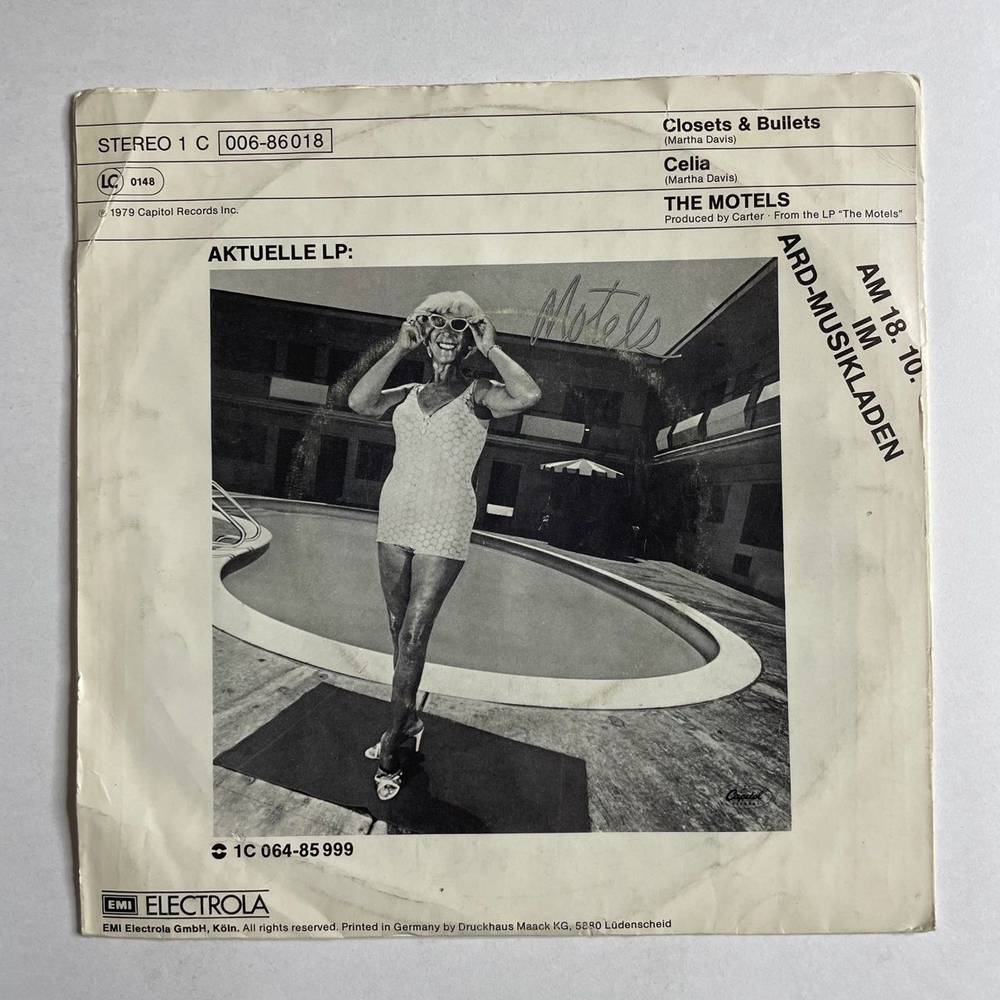 STEREO 1 C 006-86018
LC 0148
℗ 1979 Capitol Records Inc.
Closets & Bullets
(Martha Davis)
Celia
(Martha Davis)
THE MOTELS
Produced by Carter · From the LP "The Motels"
AKTUELLE LP:
AM 18. 10.
IM
ARD-MUSIKLADEN
Motels
Capitol
1C 064-85 999
EMI ELECTROLA
EMI Electrola GmbH, Köln. All rights reserved. Printed in Germany by Druckhaus Maack KG, 5880 Lüdenscheid